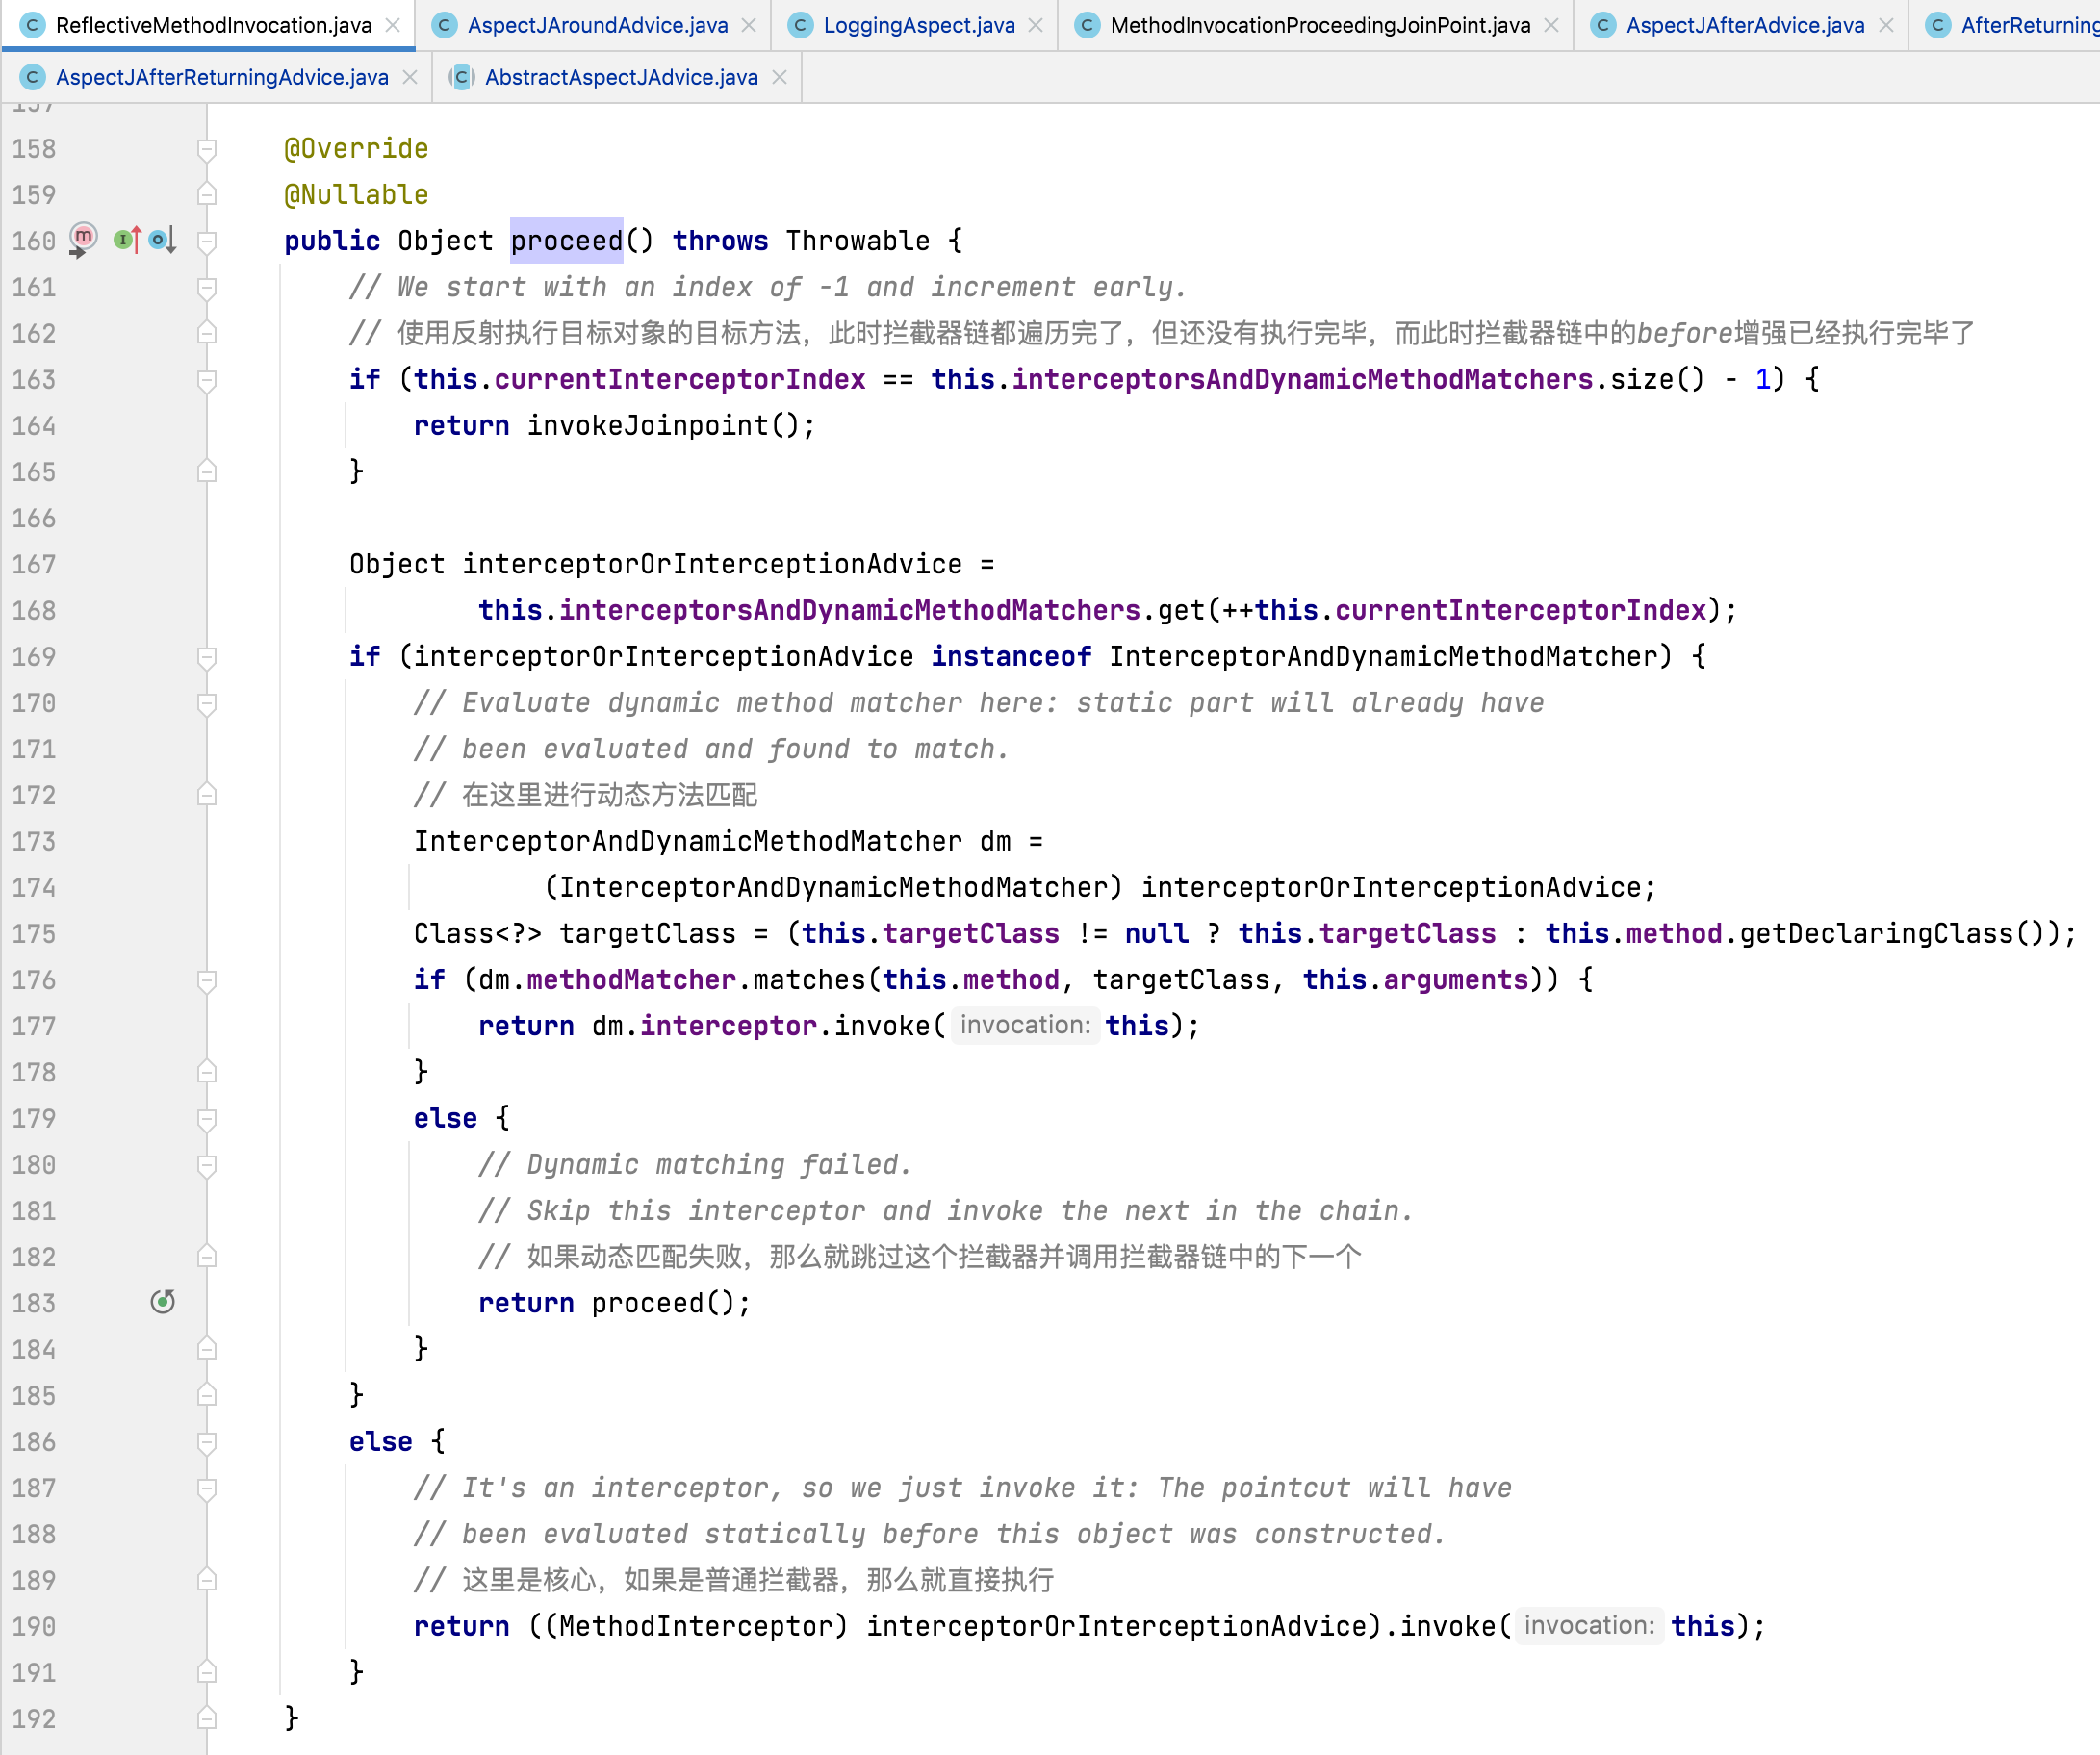 ReflectiveMethodInvocation.java AspectJAroundAdvice.java LoggingAspect.java MethodInvocationProceedingJoinPoint.java AspectJAfterAdvice.java AfterReturning
AspectJAfterReturningAdvice.java AbstractAspectJAdvice.java
157
158 @Override
159 @Nullable
160 public Object proceed() throws Throwable {
161 // We start with an index of -1 and increment early.
162 // 使用反射执行目标对象的目标方法，此时拦截器链都遍历完了，但还没有执行完毕，而此时拦截器链中的before增强已经执行完毕了
163 if (this.currentInterceptorIndex == this.interceptorsAndDynamicMethodMatchers.size() - 1) {
164 return invokeJoinpoint();
165 }
166
167 Object interceptorOrInterceptionAdvice =
168 this.interceptorsAndDynamicMethodMatchers.get(++this.currentInterceptorIndex);
169 if (interceptorOrInterceptionAdvice instanceof InterceptorAndDynamicMethodMatcher) {
170 // Evaluate dynamic method matcher here: static part will already have
171 // been evaluated and found to match.
172 // 在这里进行动态方法匹配
173 InterceptorAndDynamicMethodMatcher dm =
174 (InterceptorAndDynamicMethodMatcher) interceptorOrInterceptionAdvice;
175 Class<?> targetClass = (this.targetClass != null ? this.targetClass : this.method.getDeclaringClass());
176 if (dm.methodMatcher.matches(this.method, targetClass, this.arguments)) {
177 return dm.interceptor.invoke( invocation: this);
178 }
179 else {
180 // Dynamic matching failed.
181 // Skip this interceptor and invoke the next in the chain.
182 // 如果动态匹配失败，那么就跳过这个拦截器并调用拦截器链中的下一个
183 return proceed();
184 }
185 }
186 else {
187 // It's an interceptor, so we just invoke it: The pointcut will have
188 // been evaluated statically before this object was constructed.
189 // 这里是核心，如果是普通拦截器，那么就直接执行
190 return ((MethodInterceptor) interceptorOrInterceptionAdvice).invoke( invocation: this);
191 }
192 }